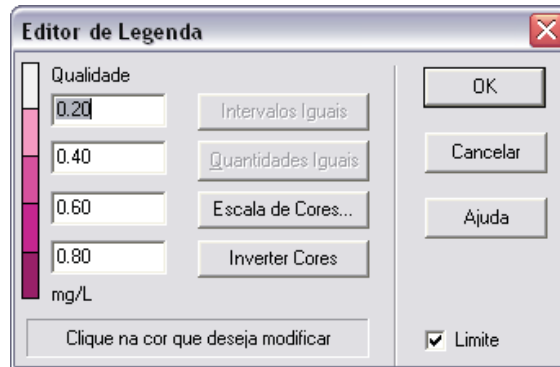 Editor de Legenda
Qualidade
0.20
0.40
0.60
0.80
mg/L
Intervalos Iguais
Quantidades Iguais
Escala de Cores...
Inverter Cores
Clique na cor que deseja modificar
OK
Cancelar
Ajuda
Limite